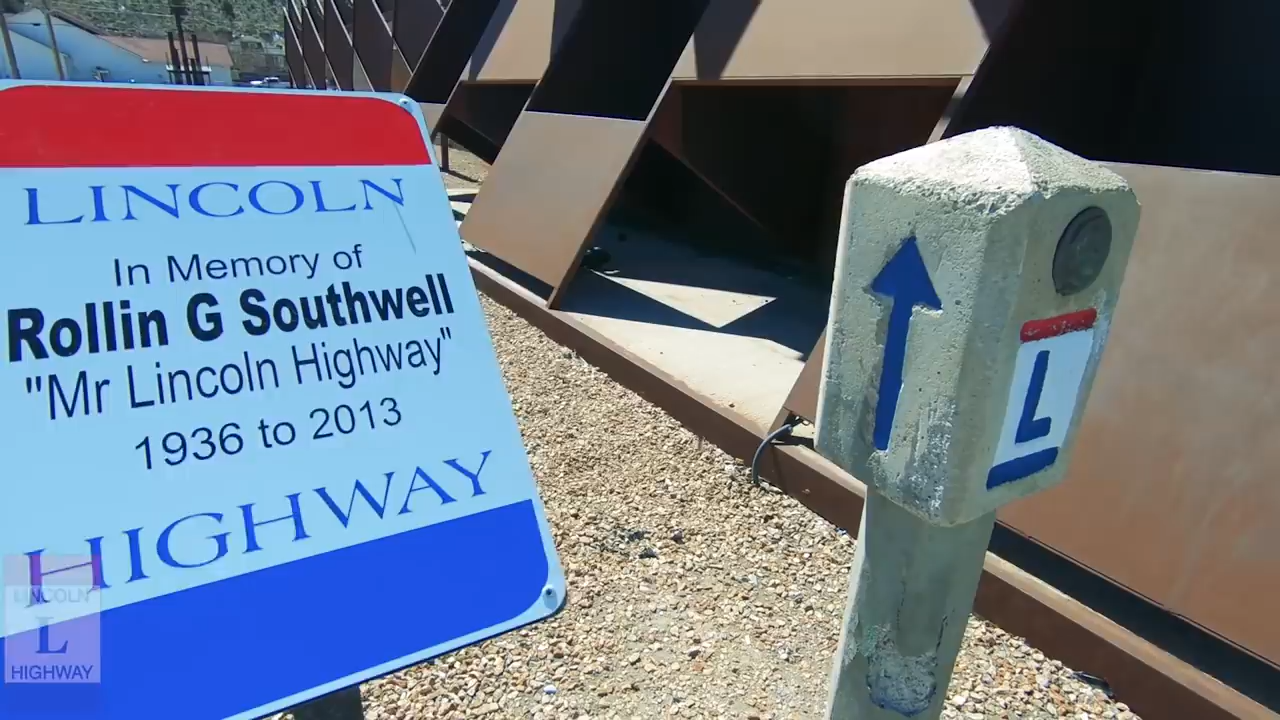 LINCOLN
In Memory of
Rollin G Southwell
"Mr Lincoln Highway"
1936 to 2013
HIGHWAY
L
LINCOLN
L
HIGHWAY